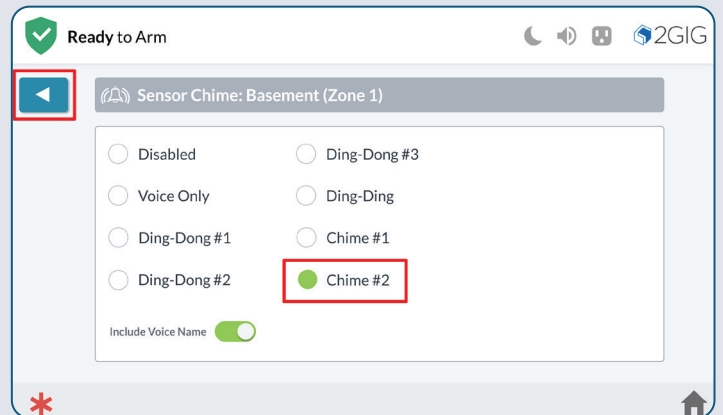 Ready to Arm
2GIG
Sensor Chime: Basement (Zone 1)
Disabled
Ding-Dong #3
Voice Only
Ding-Ding
Ding-Dong #1
Chime #1
Ding-Dong #2
Chime #2
Include Voice Name